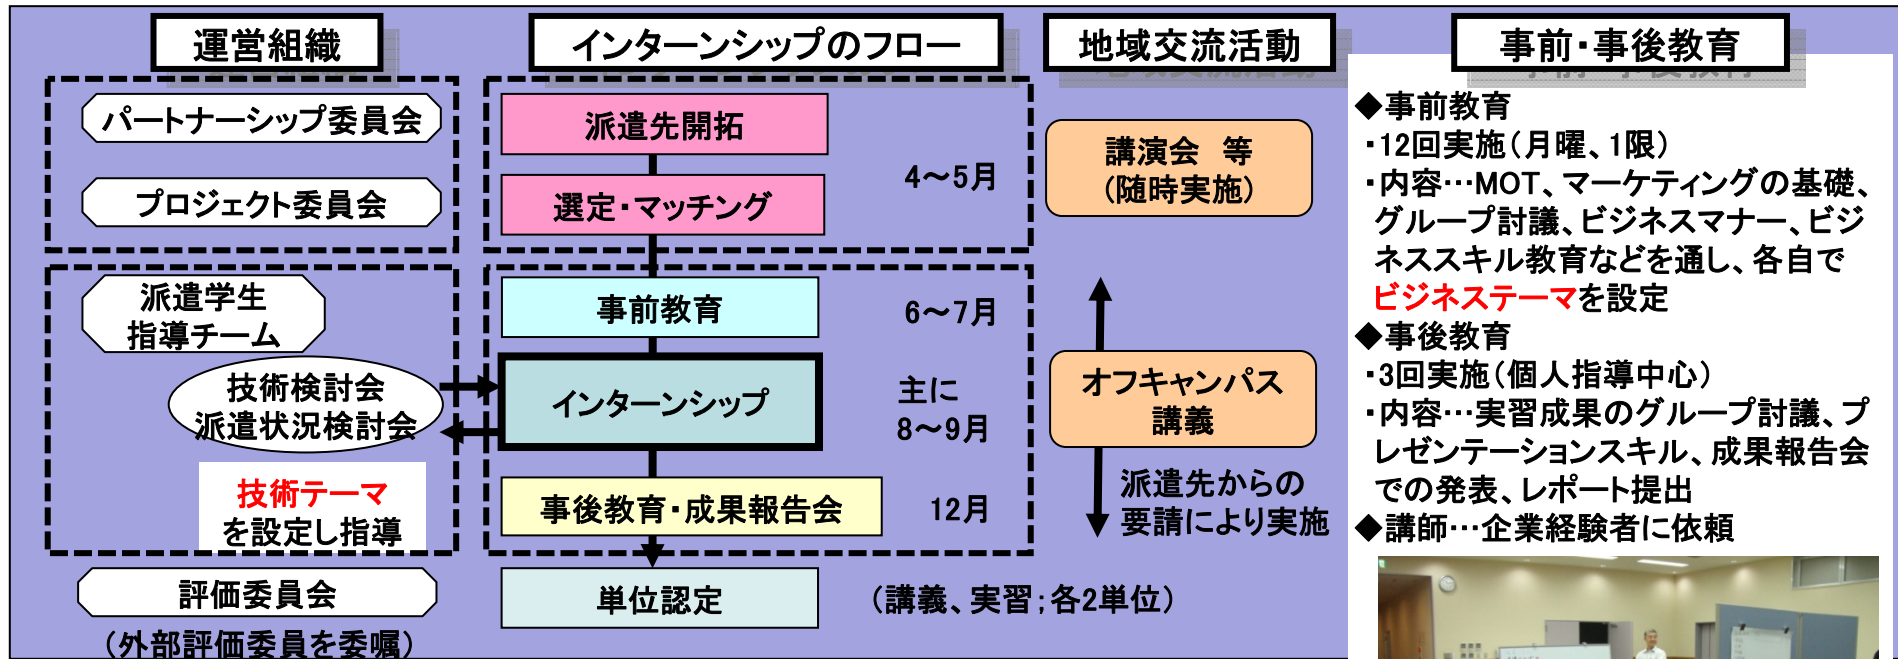 運営組織
パートナーシップ委員会
プロジェクト委員会
派遣学生
指導チーム
技術検討会
派遣状況検討会
技術テーマ
を設定し指導
評価委員会
(外部評価委員を委嘱)
インターンシップのフロー
派遣先開拓
選定・マッチング
4～5月
事前教育
6～7月
インターンシップ
主に
8～9月
事後教育・成果報告会
12月
単位認定
(講義、実習；各2単位)
地域交流活動
講演会 等
(随時実施)
オフキャンパス
講義
派遣先からの
要請により実施
事前・事後教育
◆事前教育
・12回実施(月曜、1限)
・内容…MOT、マーケティングの基礎、
グループ討議、ビジネスマナー、ビジ
ネススキル教育などを通し、各自で
ビジネステーマを設定
◆事後教育
・3回実施(個人指導中心)
・内容…実習成果のグループ討議、プ
レゼンテーションスキル、成果報告会
での発表、レポート提出
◆講師…企業経験者に依頼